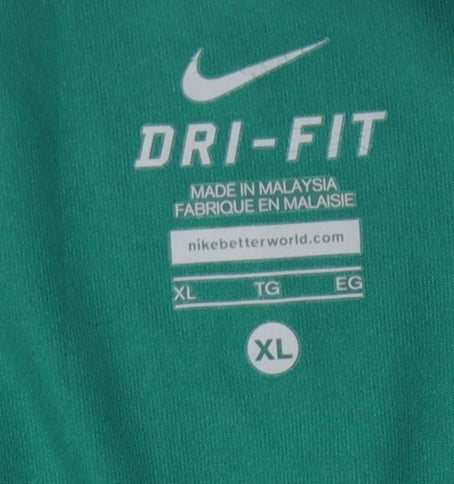 DRI-FIT
MADE IN MALAYSIA
FABRIQUE EN MALAISIE
nikebetterworld.com
XL TG EG
XL